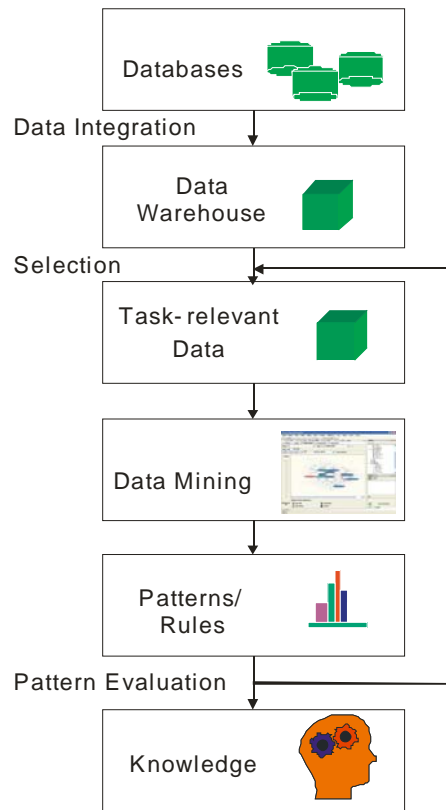 Databases
Data Integration
Data
Warehouse
Selection
Task-relevant
Data
Data Mining
Patterns/
Rules
Pattern Evaluation
Knowledge